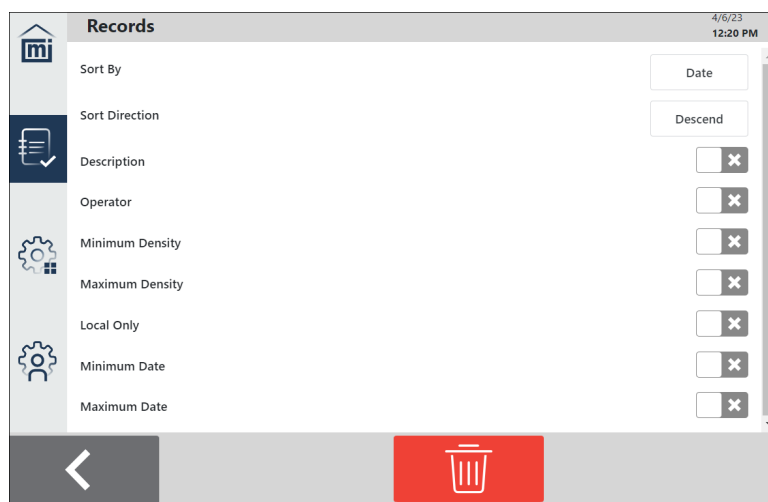 mi
Records
4/6/23
12:20 PM
Sort By
Date
Sort Direction
Descend
Description
Operator
Minimum Density
Maximum Density
Local Only
Minimum Date
Maximum Date